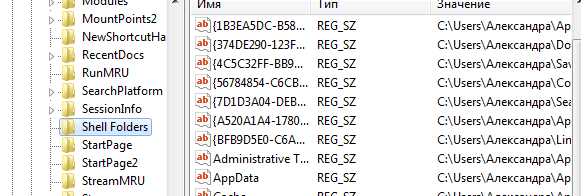 Modules
MountPoints2
NewShortcutHa
RecentDocs
RunMRU
SearchPlatform
SessionInfo
Shell Folders
StartPage
StartPage2
StreamMRU
Имя Тип Значение
{1B3EA5DC-B58... REG_SZ C:\Users\Александра\Ap
{374DE290-123F... REG_SZ C:\Users\Александра\Do
{4C5C32FF-BB9... REG_SZ C:\Users\Александра\Sav
{56784854-C6CB... REG_SZ C:\Users\Александра\Co
{7D1D3A04-DEB... REG_SZ C:\Users\Александра\Sea
{A520A1A4-1780... REG_SZ C:\Users\Александра\Ap
{BFB9D5E0-C6A... REG_SZ C:\Users\Александра\Lin
Administrative T... REG_SZ C:\Users\Александра\Ap
AppData REG_SZ C:\Users\Александра\Ap